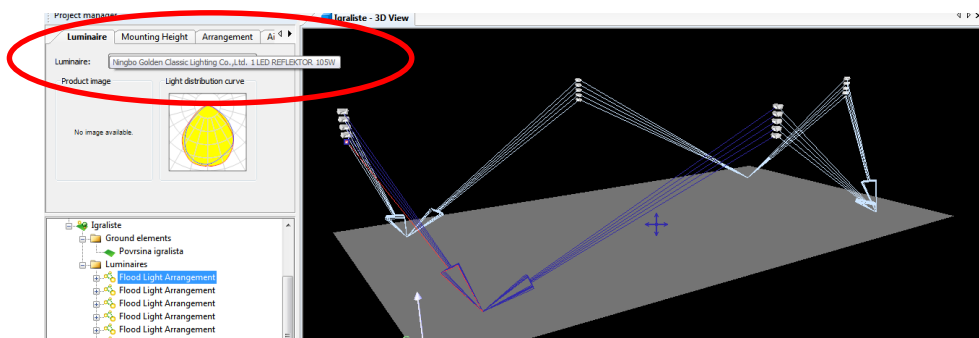 Project manager
Igraliste - 3D View
Luminaire Mounting Height Arrangement Ai
Luminaire: Ningbo Golden Classic Lighting Co.,Ltd. 1 LED REFLEKTOR 105W
Product image Light distribution curve
No image available.
Igraliste
Ground elements
Povrsina igralista
Luminaires
Flood Light Arrangement
Flood Light Arrangement
Flood Light Arrangement
Flood Light Arrangement
Flood Light Arrangement